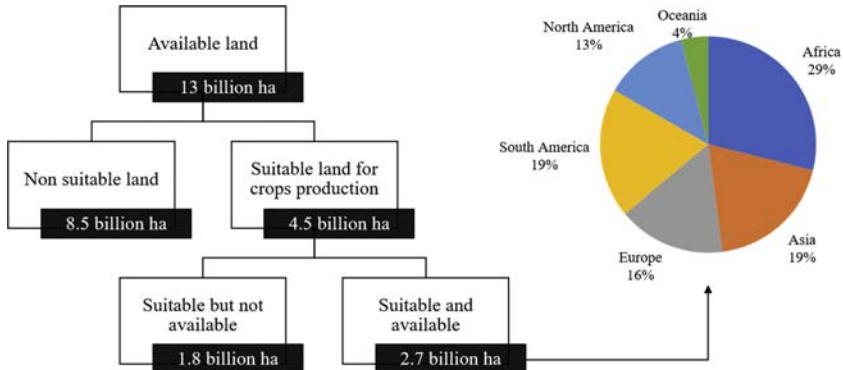 Available land
13 billion ha
Non suitable land
8.5 billion ha
Suitable land for
crops production
4.5 billion ha
Suitable but not
available
1.8 billion ha
Suitable and
available
2.7 billion ha
Oceania
4%
North America
13%
Africa
29%
South America
19%
Europe
16%
Asia
19%